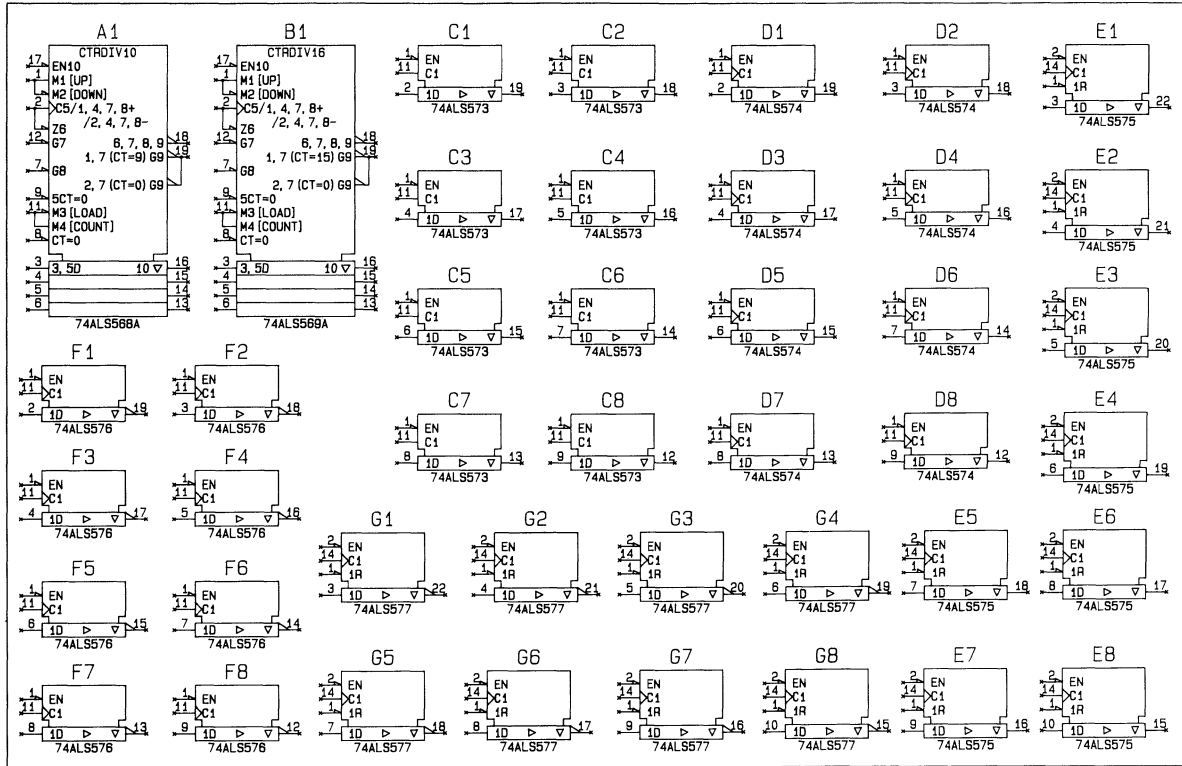 A1
CTRDIV10
17 EN10
1 M1 [UP]
M2 [DOWN]
2 C5/1, 4, 7, 8+
/2, 4, 7, 8-
Z6
12 G7 6, 7, 8, 9 18
1, 7 (CT=9) G9 19
7 G8
2, 7 (CT=0) G9
9 5CT=0
11 M3 [LOAD]
M4 [COUNT]
8 CT=0
3 3, 5D 10 ▽ 16
4 15
5 14
6 13
74ALS568A
B1
CTRDIV16
17 EN10
1 M1 [UP]
M2 [DOWN]
2 C5/1, 4, 7, 8+
/2, 4, 7, 8-
Z6
12 G7 6, 7, 8, 9 18
1, 7 (CT=15) G9 19
7 G8
2, 7 (CT=0) G9
9 5CT=0
11 M3 [LOAD]
M4 [COUNT]
8 CT=0
3 3, 5D 10 ▽ 16
4 15
5 14
6 13
74ALS569A
C1
1 EN
11 C1
2 1D ▷ ▽ 19
74ALS573
C2
1 EN
11 C1
3 1D ▷ ▽ 18
74ALS573
D1
1 EN
11 C1
2 1D ▷ ▽ 19
74ALS574
D2
1 EN
11 C1
3 1D ▷ ▽ 18
74ALS574
E1
2 EN
14 C1
1 1R
3 1D ▷ ▽ 22
74ALS575
C3
1 EN
11 C1
4 1D ▷ ▽ 17
74ALS573
C4
1 EN
11 C1
5 1D ▷ ▽ 16
74ALS573
D3
1 EN
11 C1
4 1D ▷ ▽ 17
74ALS574
D4
1 EN
11 C1
5 1D ▷ ▽ 16
74ALS574
E2
2 EN
14 C1
1 1R
4 1D ▷ ▽ 21
74ALS575
C5
1 EN
11 C1
6 1D ▷ ▽ 15
74ALS573
C6
1 EN
11 C1
7 1D ▷ ▽ 14
74ALS573
D5
1 EN
11 C1
6 1D ▷ ▽ 15
74ALS574
D6
1 EN
11 C1
7 1D ▷ ▽ 14
74ALS574
E3
2 EN
14 C1
1 1R
5 1D ▷ ▽ 20
74ALS575
F1
1 EN
11 C1
2 1D ▷ ▽ 19
74ALS576
F2
1 EN
11 C1
3 1D ▷ ▽ 18
74ALS576
C7
1 EN
11 C1
8 1D ▷ ▽ 13
74ALS573
C8
1 EN
11 C1
9 1D ▷ ▽ 12
74ALS573
D7
1 EN
11 C1
8 1D ▷ ▽ 13
74ALS574
D8
1 EN
11 C1
9 1D ▷ ▽ 12
74ALS574
E4
2 EN
14 C1
1 1R
6 1D ▷ ▽ 19
74ALS575
F3
1 EN
11 C1
4 1D ▷ ▽ 17
74ALS576
F4
1 EN
11 C1
5 1D ▷ ▽ 16
74ALS576
G1
2 EN
14 C1
1 1R
3 1D ▷ ▽ 22
74ALS577
G2
2 EN
14 C1
1 1R
4 1D ▷ ▽ 21
74ALS577
G3
2 EN
14 C1
1 1R
5 1D ▷ ▽ 20
74ALS577
G4
2 EN
14 C1
1 1R
6 1D ▷ ▽ 19
74ALS577
E5
2 EN
14 C1
1 1R
7 1D ▷ ▽ 18
74ALS575
E6
2 EN
14 C1
1 1R
8 1D ▷ ▽ 17
74ALS575
F5
1 EN
11 C1
6 1D ▷ ▽ 15
74ALS576
F6
1 EN
11 C1
7 1D ▷ ▽ 14
74ALS576
F7
1 EN
11 C1
8 1D ▷ ▽ 13
74ALS576
F8
1 EN
11 C1
9 1D ▷ ▽ 12
74ALS576
G5
2 EN
14 C1
1 1R
7 1D ▷ ▽ 18
74ALS577
G6
2 EN
14 C1
1 1R
8 1D ▷ ▽ 17
74ALS577
G7
2 EN
14 C1
1 1R
9 1D ▷ ▽ 16
74ALS577
G8
2 EN
14 C1
1 1R
10 1D ▷ ▽ 15
74ALS577
E7
2 EN
14 C1
1 1R
9 1D ▷ ▽ 16
74ALS575
E8
2 EN
14 C1
1 1R
10 1D ▷ ▽ 15
74ALS575